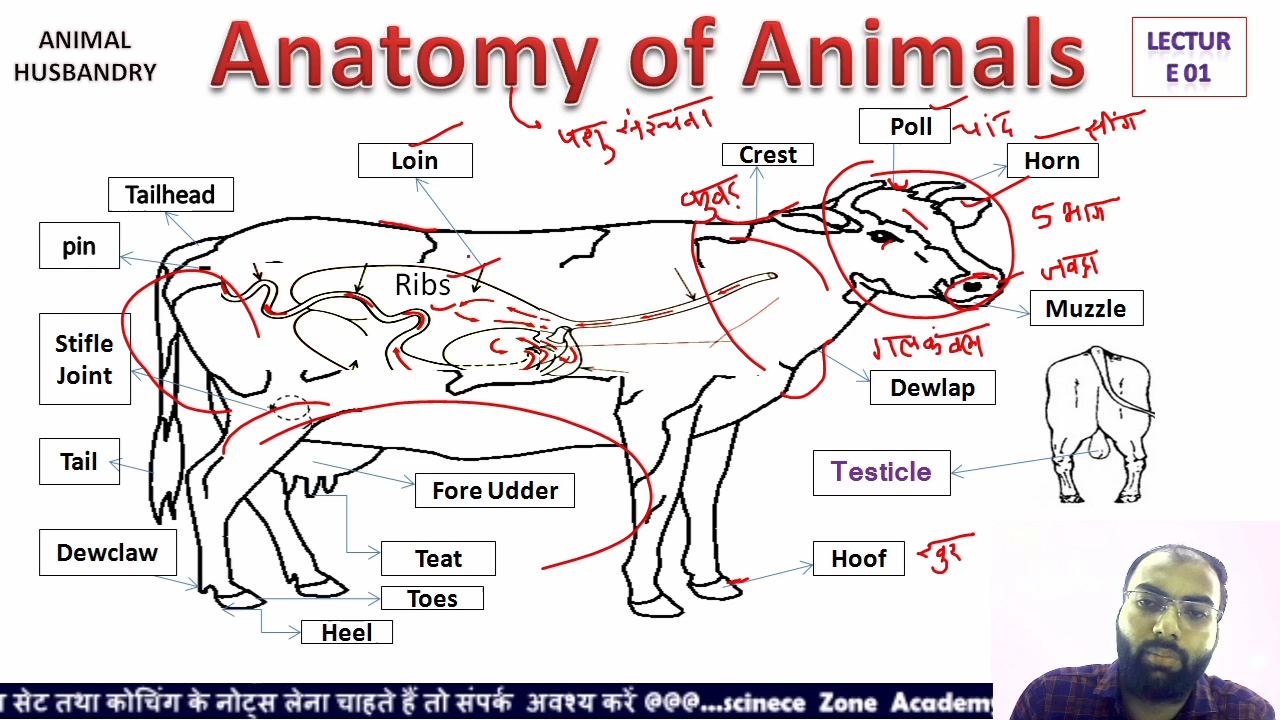 ANIMAL
HUSBANDRY
Anatomy of Animals
LECTUR
E 01
पशु संरचना
Poll
चांद
Horn
सींग
Loin
Crest
Tailhead
कुबड़
5 भाग
pin
Ribs
जबड़ा
Muzzle
Stifle
Joint
गलकंबल
Dewlap
Tail
Fore Udder
Testicle
Dewclaw
Teat
Hoof
खुर
Toes
Heel
सेट तथा कोचिंग के नोट्स लेना चाहते हैं तो संपर्क अवश्य करें @@@...scinece Zone Academy